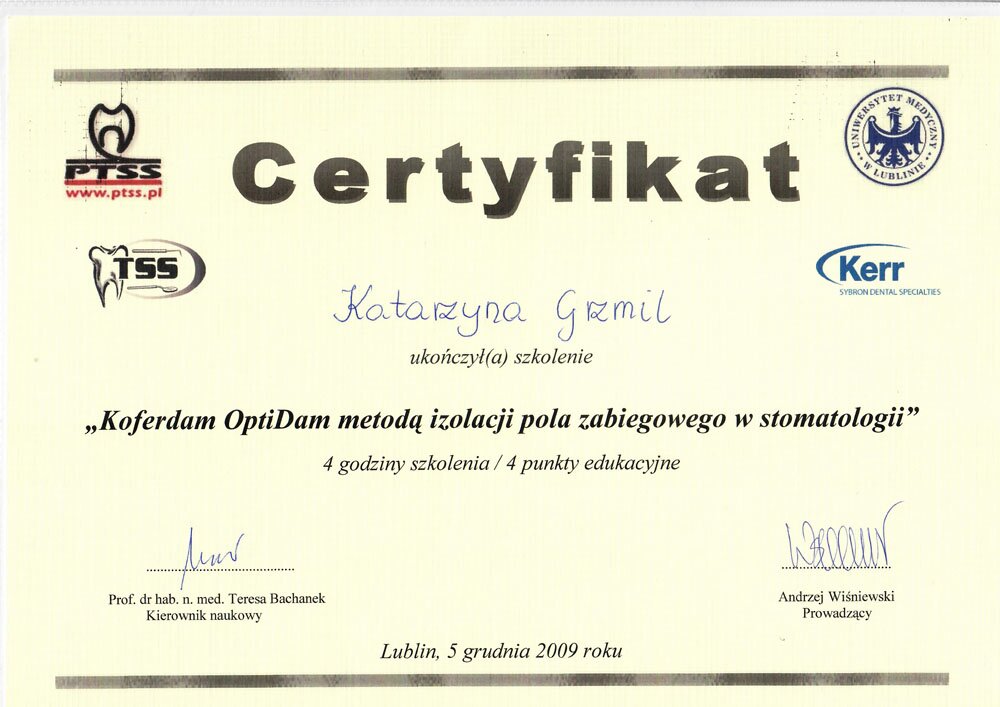 PTSS
www.ptss.pl
Certyfikat
UNIWERSYTET MEDYCZNY
W LUBLINIE
TSS
Kerr
SYBRON DENTAL SPECIALTIES
Katarzyna Grzmil
ukończył(a) szkolenie
„Koferdam OptiDam metodą izolacji pola zabiegowego w stomatologii”
4 godziny szkolenia / 4 punkty edukacyjne
Prof. dr hab. n. med. Teresa Bachanek
Kierownik naukowy
Andrzej Wiśniewski
Prowadzący
Lublin, 5 grudnia 2009 roku